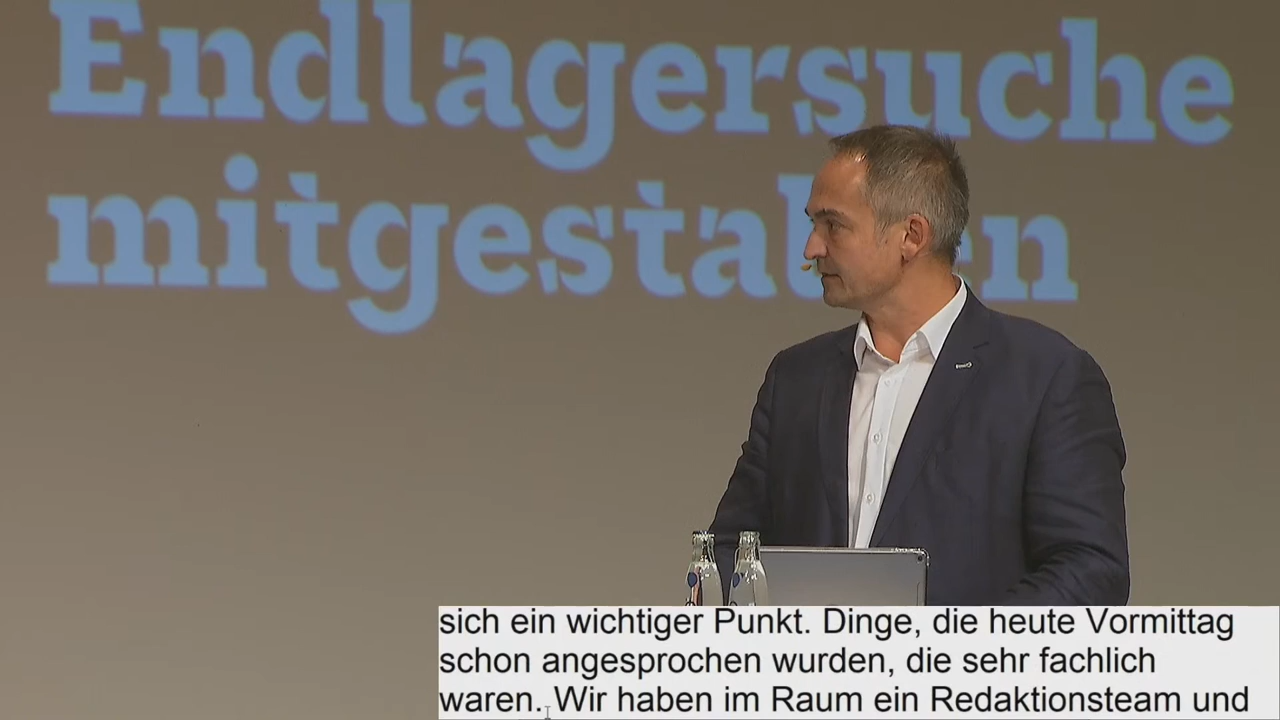 Endlagersuche
mitgestalten
sich ein wichtiger Punkt. Dinge, die heute Vormittag
schon angesprochen wurden, die sehr fachlich
waren. Wir haben im Raum ein Redaktionsteam und